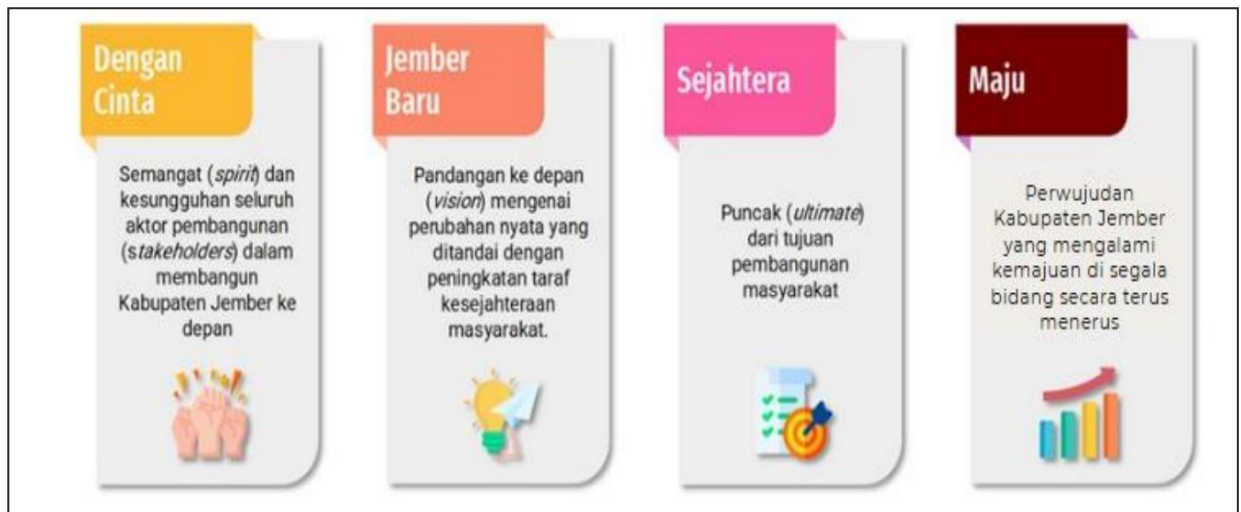 Dengan
Cinta
Semangat (spirit) dan
kesungguhan seluruh
aktor pembangunan
(stakeholders) dalam
membangun
Kabupaten Jember ke
depan
Jember
Baru
Pandangan ke depan
(vision) mengenai
perubahan nyata yang
ditandai dengan
peningkatan taraf
kesejahteraan
masyarakat.
Sejahtera
Puncak (ultimate)
dari tujuan
pembangunan
masyarakat
Maju
Perwujudan
Kabupaten Jember
yang mengalami
kemajuan di segala
bidang secara terus
menerus